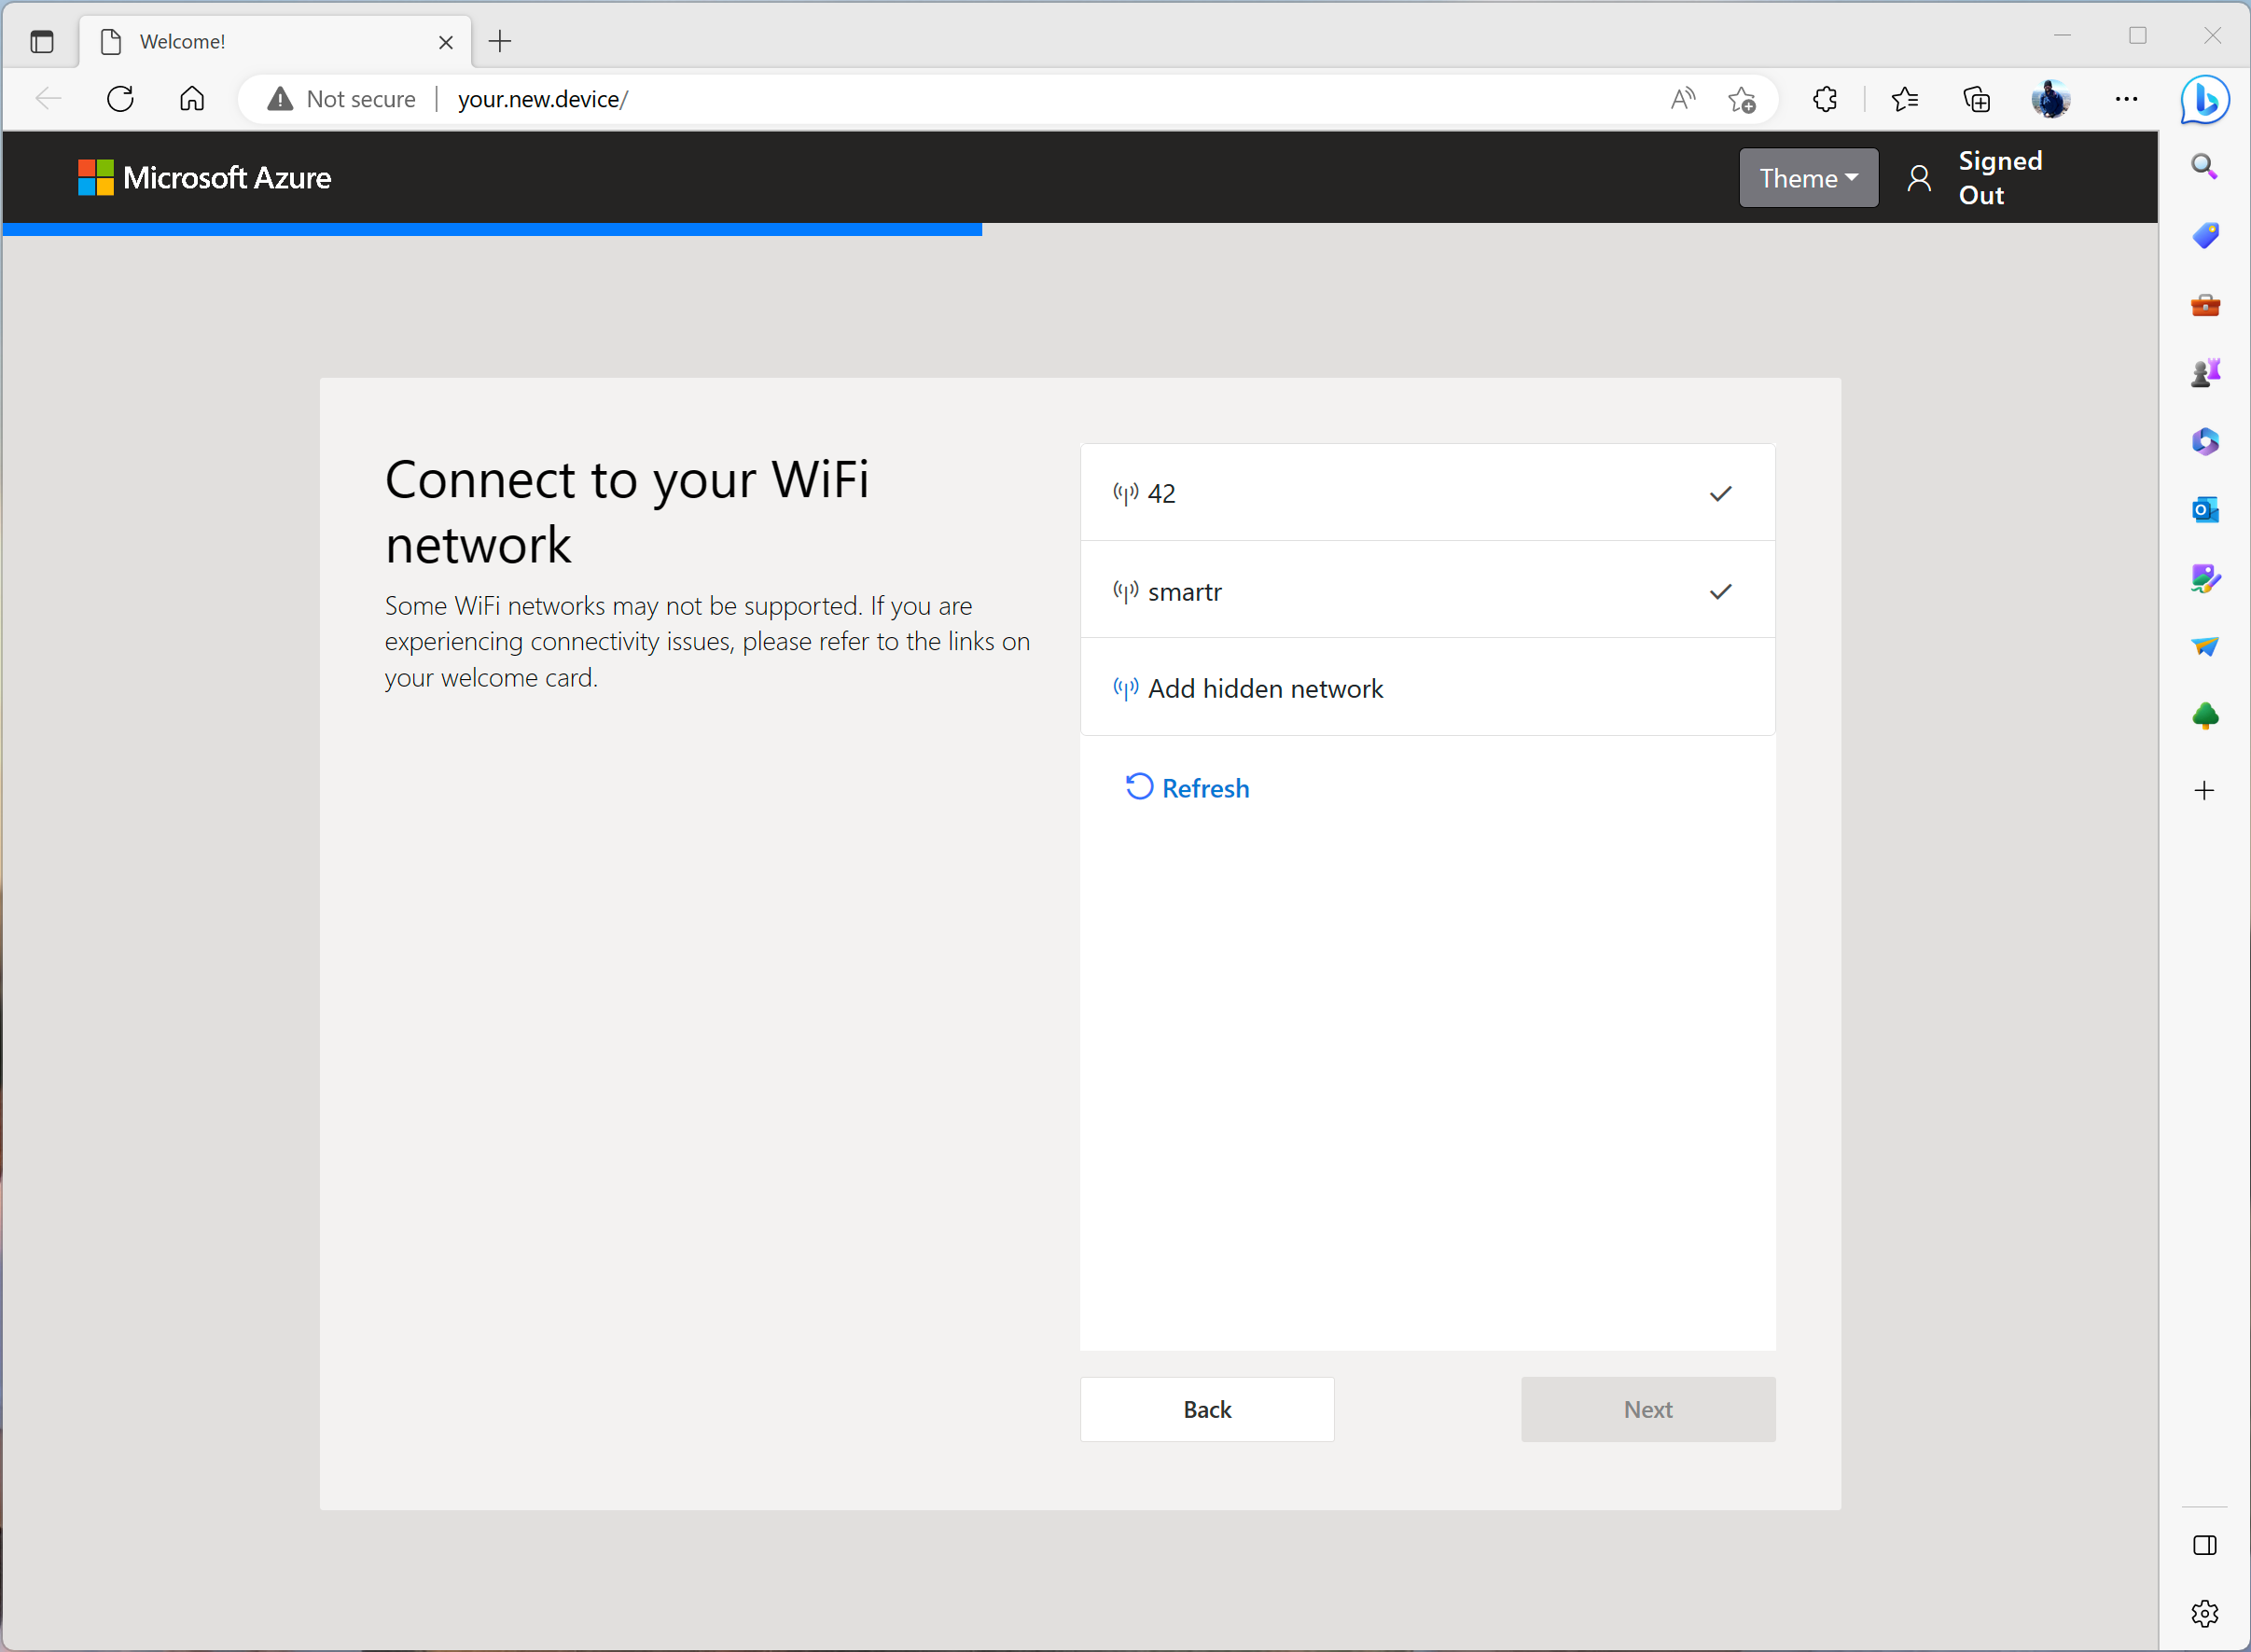 Welcome!
Not secure
your.new.device/
Microsoft Azure
Theme
Signed
Out
Connect to your WiFi
network
Some WiFi networks may not be supported. If you are
experiencing connectivity issues, please refer to the links on
your welcome card.
42
smartr
Add hidden network
Refresh
Back
Next